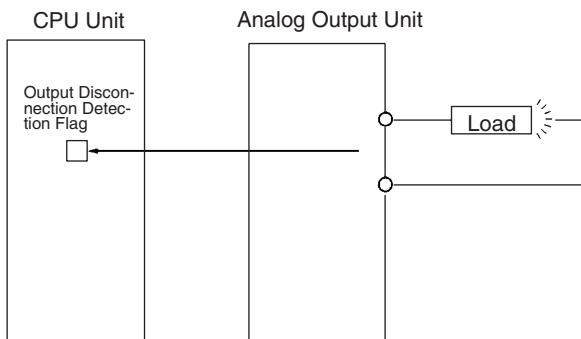 CPU Unit
Analog Output Unit
Output Discon-
nection Detec-
tion Flag
Load